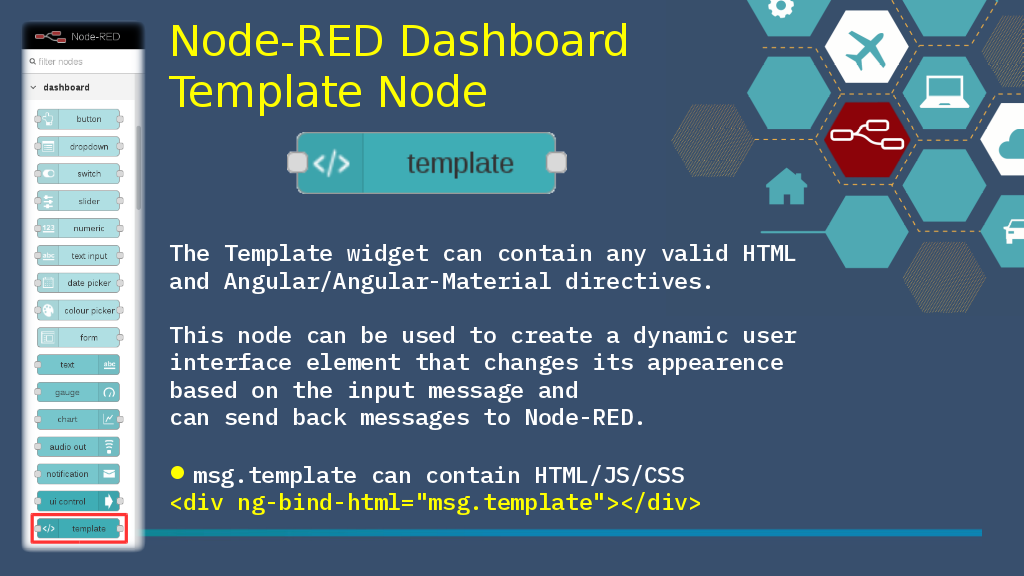 Node-RED
filter nodes
dashboard
button
dropdown
switch
slider
123 numeric
abc text input
date picker
colour picker
form
text abc
gauge
chart
audio out
notification
ui control
</> template
Node-RED Dashboard
Template Node
</> template
The Template widget can contain any valid HTML
and Angular/Angular-Material directives.
This node can be used to create a dynamic user
interface element that changes its appearence
based on the input message and
can send back messages to Node-RED.
msg.template can contain HTML/JS/CSS
<div ng-bind-html="msg.template"></div>